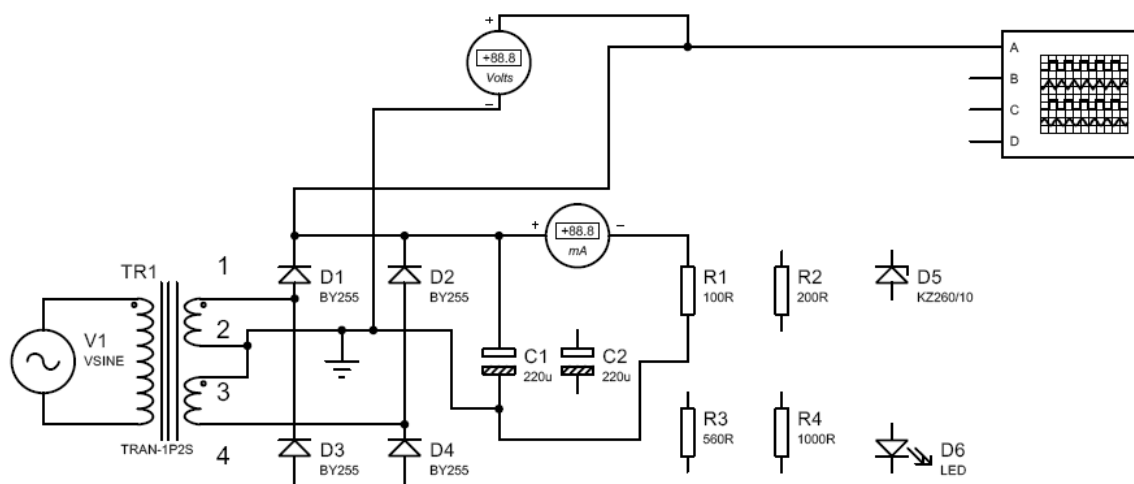 +
+88.8
Volts
−
A
B
C
D
+
+88.8
mA
−
TR1
1
2
3
4
V1
VSINE
TRAN-1P2S
D1
BY255
D2
BY255
D3
BY255
D4
BY255
C1
220u
C2
220u
R1
100R
R2
200R
R3
560R
R4
1000R
D5
KZ260/10
D6
LED